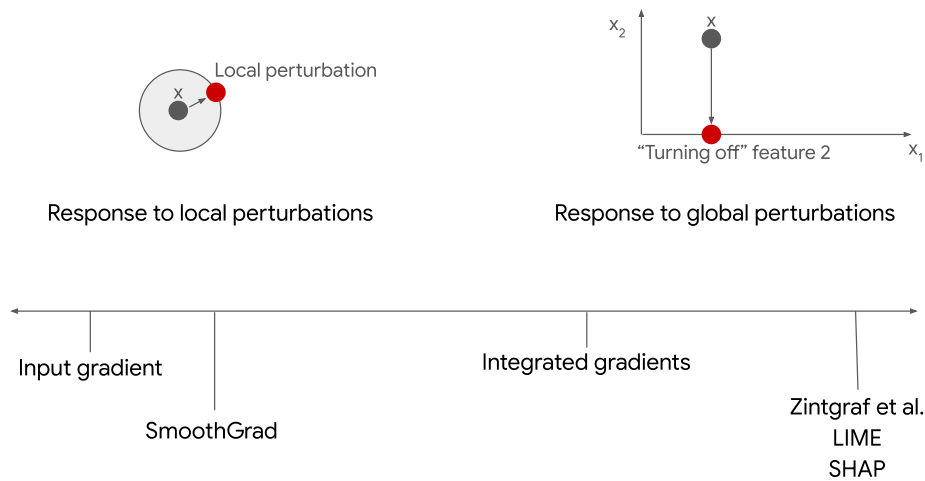 x
Local perturbation
x₂
x
"Turning off" feature 2
x₁
Response to local perturbations
Response to global perturbations
Input gradient
SmoothGrad
Integrated gradients
Zintgraf et al.
LIME
SHAP